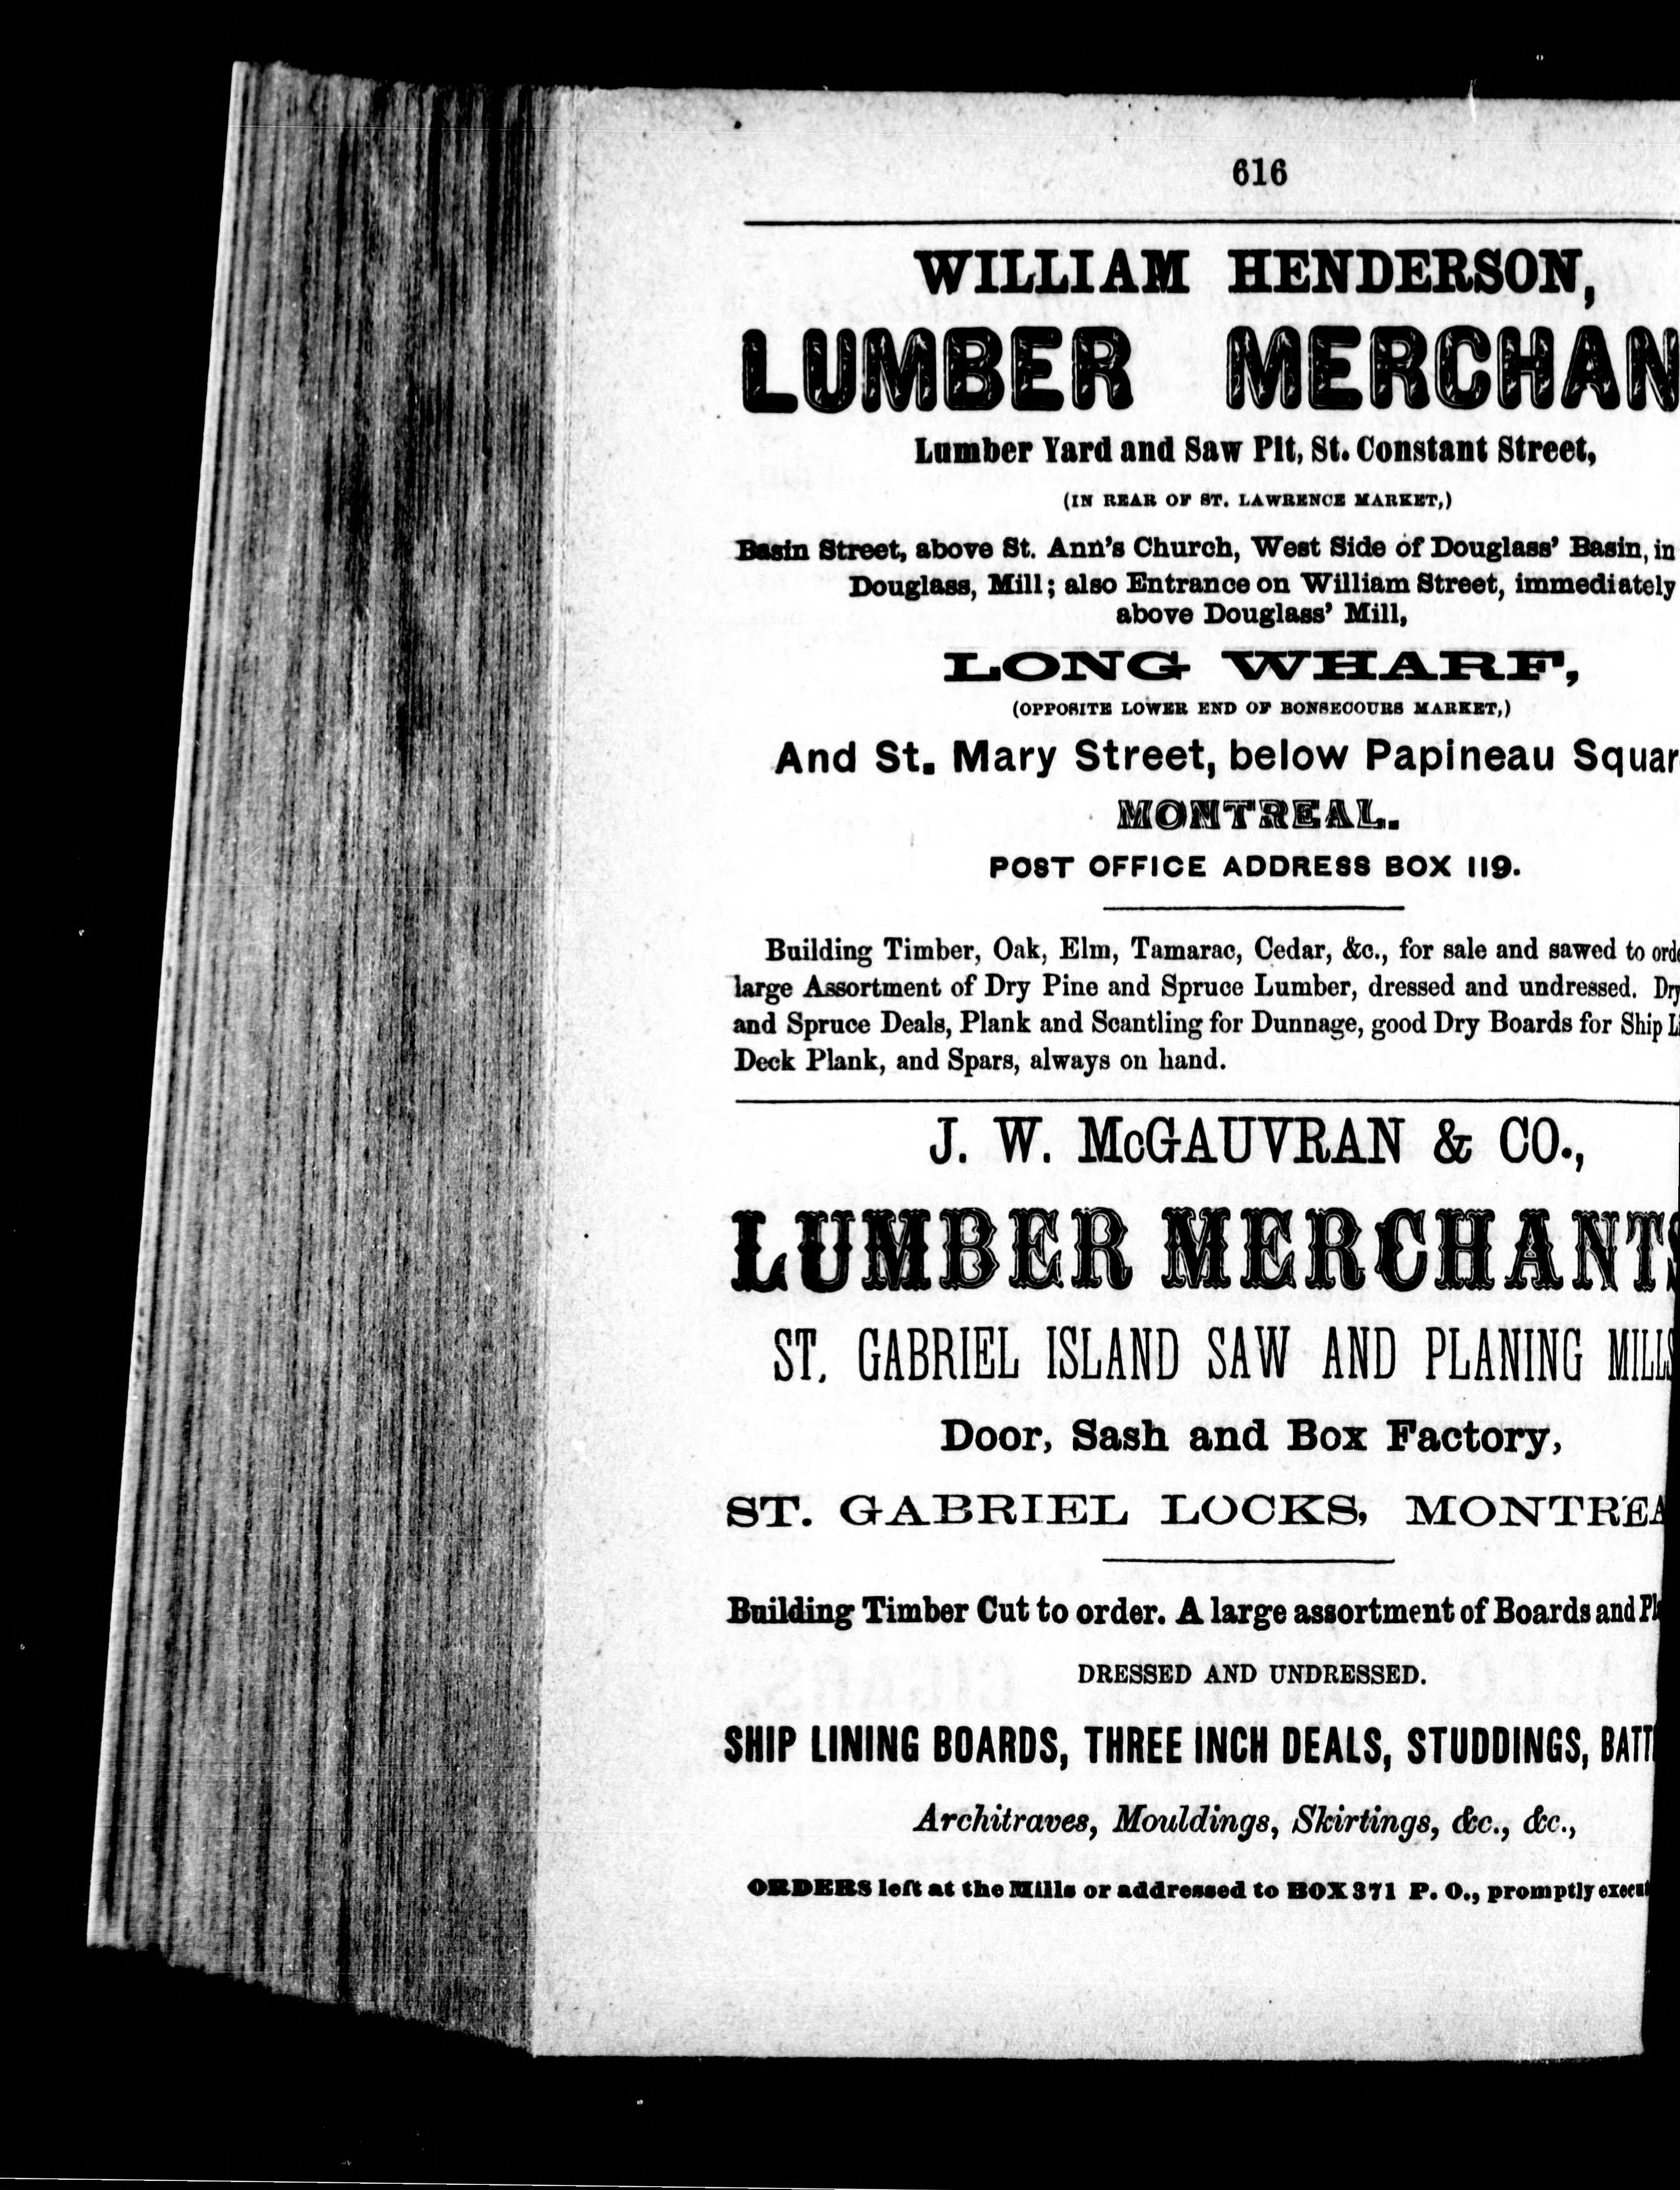 616
WILLIAM HENDERSON,
LUMBER MERCHAN
Lumber Yard and Saw Pit, St. Constant Street,
(IN REAR OF ST. LAWRENCE MARKET,)
Basin Street, above St. Ann's Church, West Side of Douglass' Basin, in
Douglass, Mill; also Entrance on William Street, immediately
above Douglass' Mill,
LONG WHARF,
(OPPOSITE LOWER END OF BONSECOURS MARKET,)
And St. Mary Street, below Papineau Squar
MONTREAL.
POST OFFICE ADDRESS BOX 119.
Building Timber, Oak, Elm, Tamarac, Cedar, &c., for sale and sawed to orde
large Assortment of Dry Pine and Spruce Lumber, dressed and undressed. Dry
and Spruce Deals, Plank and Scantling for Dunnage, good Dry Boards for Ship Li
Deck Plank, and Spars, always on hand.
J. W. McGAUVRAN & CO.,
LUMBER MERCHANTS
ST. GABRIEL ISLAND SAW AND PLANING MILLS
Door, Sash and Box Factory,
ST. GABRIEL LOCKS, MONTREA
Building Timber Cut to order. A large assortment of Boards and Pla
DRESSED AND UNDRESSED.
SHIP LINING BOARDS, THREE INCH DEALS, STUDDINGS, BATT
Architraves, Mouldings, Skirtings, &c., &c.,
ORDERS left at the Mills or addressed to BOX 371 P. O., promptly execut